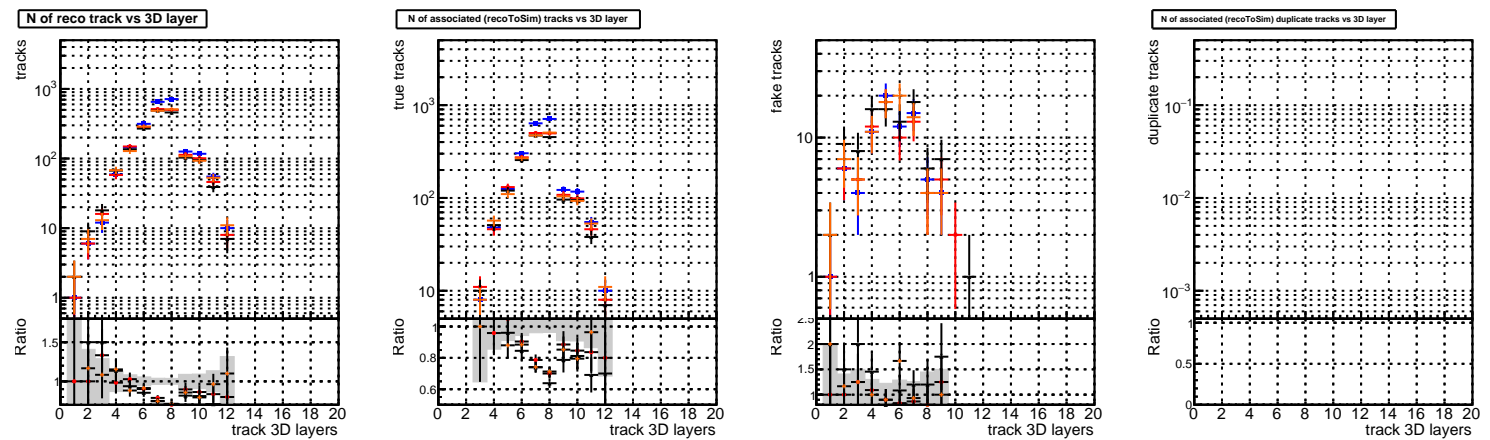 N of reco track vs 3D layer
tracks
10³
10²
10
1
Ratio
1.5
1
0 2 4 6 8 10 12 14 16 18 20
track 3D layers
N of associated (recoToSim) tracks vs 3D layer
true tracks
10³
10²
10
Ratio
1
0.8
0.6
0 2 4 6 8 10 12 14 16 18 20
track 3D layers
fake tracks
10
1
Ratio
2.5
2
1.5
1
0 2 4 6 8 10 12 14 16 18 20
track 3D layers
N of associated (recoToSim) duplicate tracks vs 3D layer
duplicate tracks
10⁻¹
10⁻²
10⁻³
Ratio
1
0.5
0
0 2 4 6 8 10 12 14 16 18 20
track 3D layers